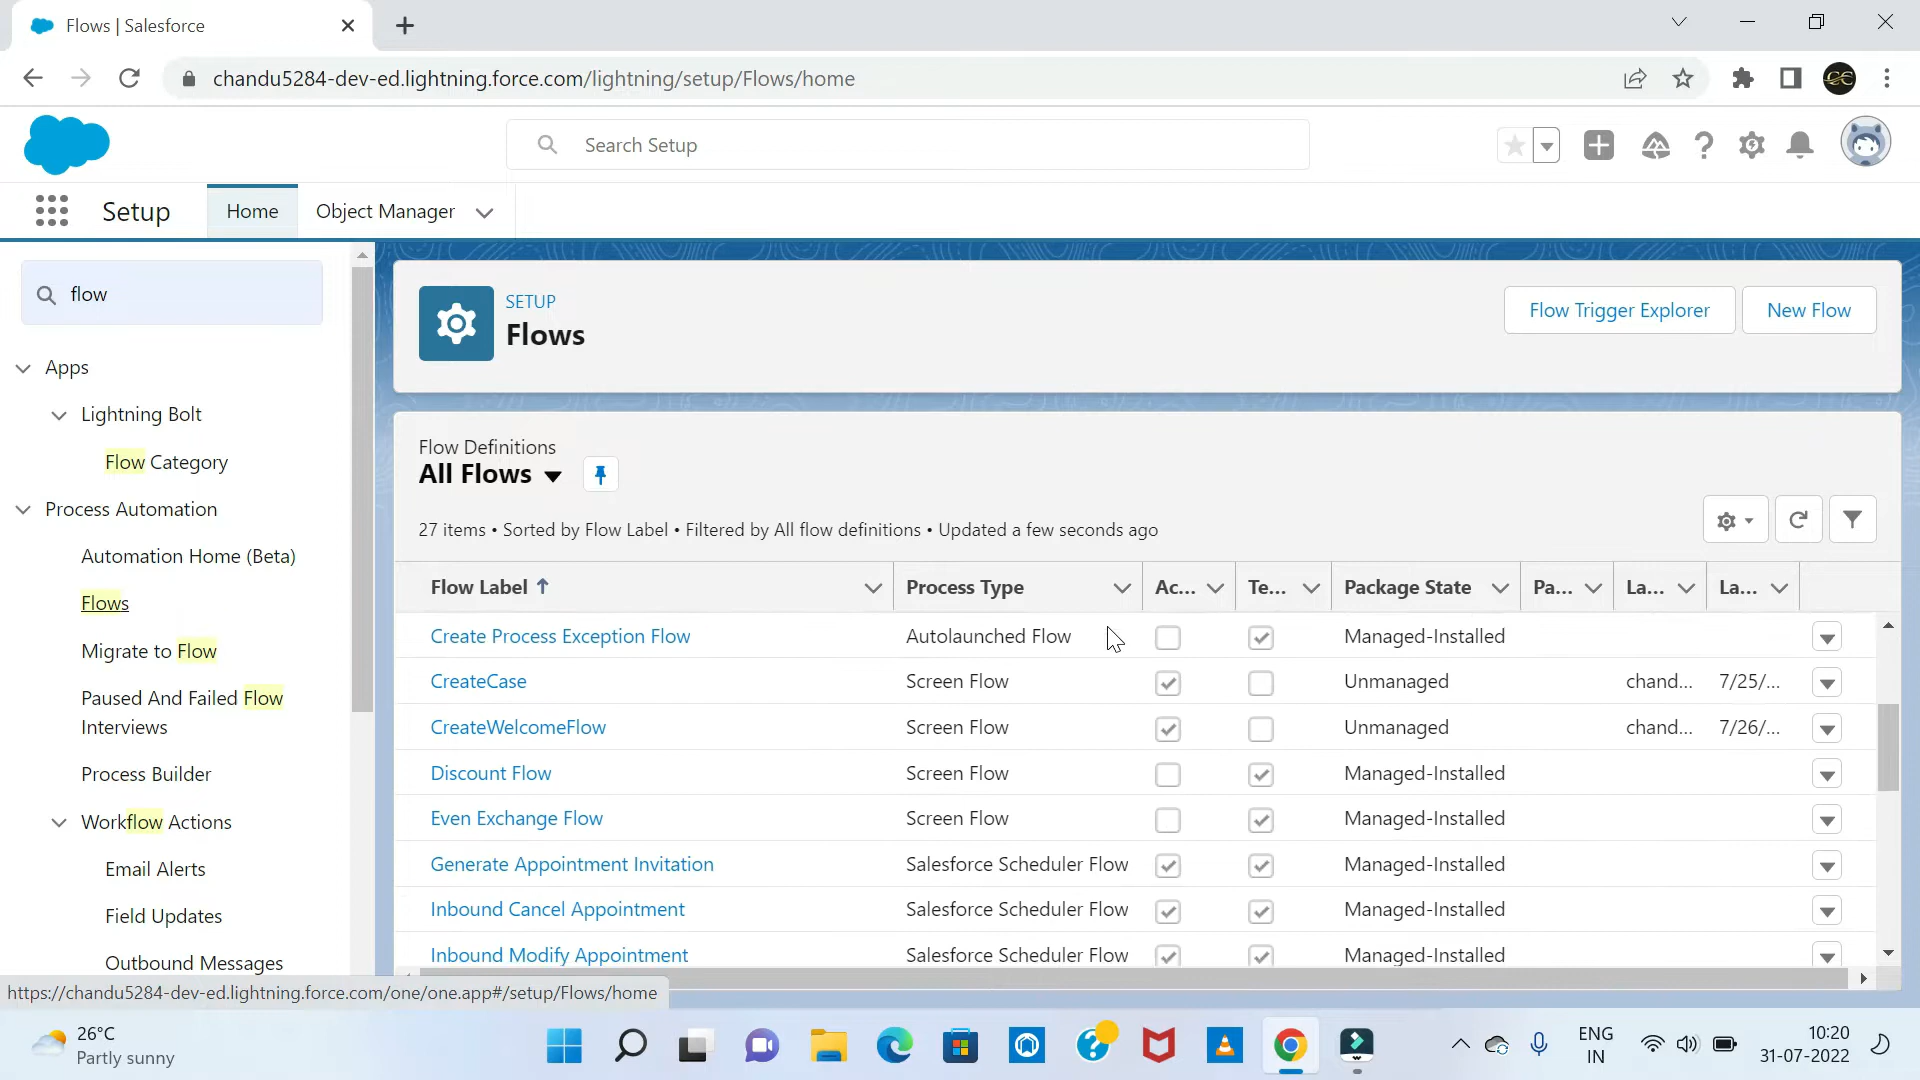 Flows | Salesforce
chandu5284-dev-ed.lightning.force.com/lightning/setup/Flows/home
Search Setup
Setup
Home
Object Manager
flow
Apps
Lightning Bolt
Flow Category
Process Automation
Automation Home (Beta)
Flows
Migrate to Flow
Paused And Failed Flow
Interviews
Process Builder
Workflow Actions
Email Alerts
Field Updates
Outbound Messages
SETUP
Flows
Flow Trigger Explorer
New Flow
Flow Definitions
All Flows
27 items • Sorted by Flow Label • Filtered by All flow definitions • Updated a few seconds ago
Flow Label Process Type Ac... Te... Package State Pa... La... La...
Create Process Exception Flow Autolaunched Flow Managed-Installed
CreateCase Screen Flow Unmanaged chand... 7/25/...
CreateWelcomeFlow Screen Flow Unmanaged chand... 7/26/...
Discount Flow Screen Flow Managed-Installed
Even Exchange Flow Screen Flow Managed-Installed
Generate Appointment Invitation Salesforce Scheduler Flow Managed-Installed
Inbound Cancel Appointment Salesforce Scheduler Flow Managed-Installed
Inbound Modify Appointment Salesforce Scheduler Flow Managed-Installed
https://chandu5284-dev-ed.lightning.force.com/one/one.app#/setup/Flows/home
26°C
Partly sunny
ENG
IN
10:20
31-07-2022